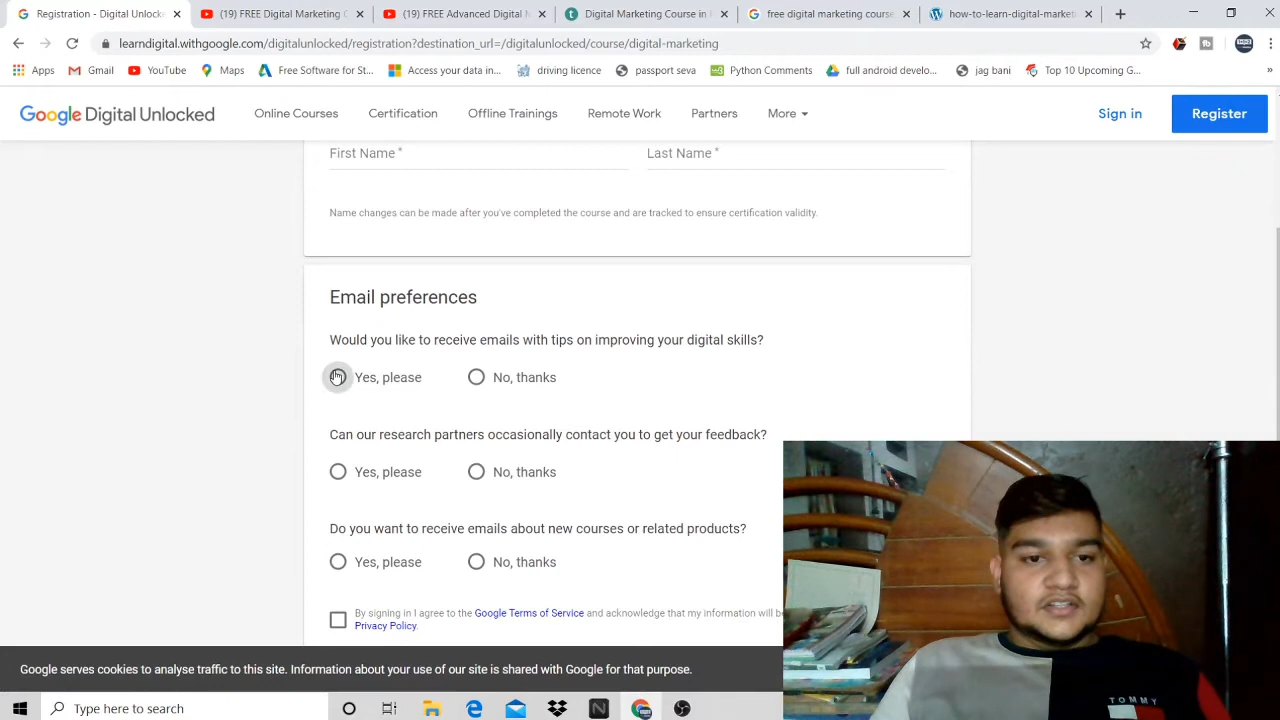 Registration - Digital Unlocke
(19) FREE Digital Marketing C
(19) FREE Advanced Digital M
Digital Marketing Course in F
free digital marketing course
how-to-learn-digital-market
learndigital.withgoogle.com/digitalunlocked/registration?destination_url=/digitalunlocked/course/digital-marketing
Apps
Gmail
YouTube
Maps
Free Software for St...
Access your data in...
driving licence
passport seva
Python Comments
full android develo...
jag bani
Top 10 Upcoming G...
»
Google Digital Unlocked
Online Courses
Certification
Offline Trainings
Remote Work
Partners
More
Sign in
Register
First Name *
Last Name *
Name changes can be made after you've completed the course and are tracked to ensure certification validity.
Email preferences
Would you like to receive emails with tips on improving your digital skills?
Yes, please
No, thanks
Can our research partners occasionally contact you to get your feedback?
Yes, please
No, thanks
Do you want to receive emails about new courses or related products?
Yes, please
No, thanks
By signing in I agree to the Google Terms of Service and acknowledge that my information will be
Privacy Policy.
Google serves cookies to analyse traffic to this site. Information about your use of our site is shared with Google for that purpose.
Type here to search
TOMMY